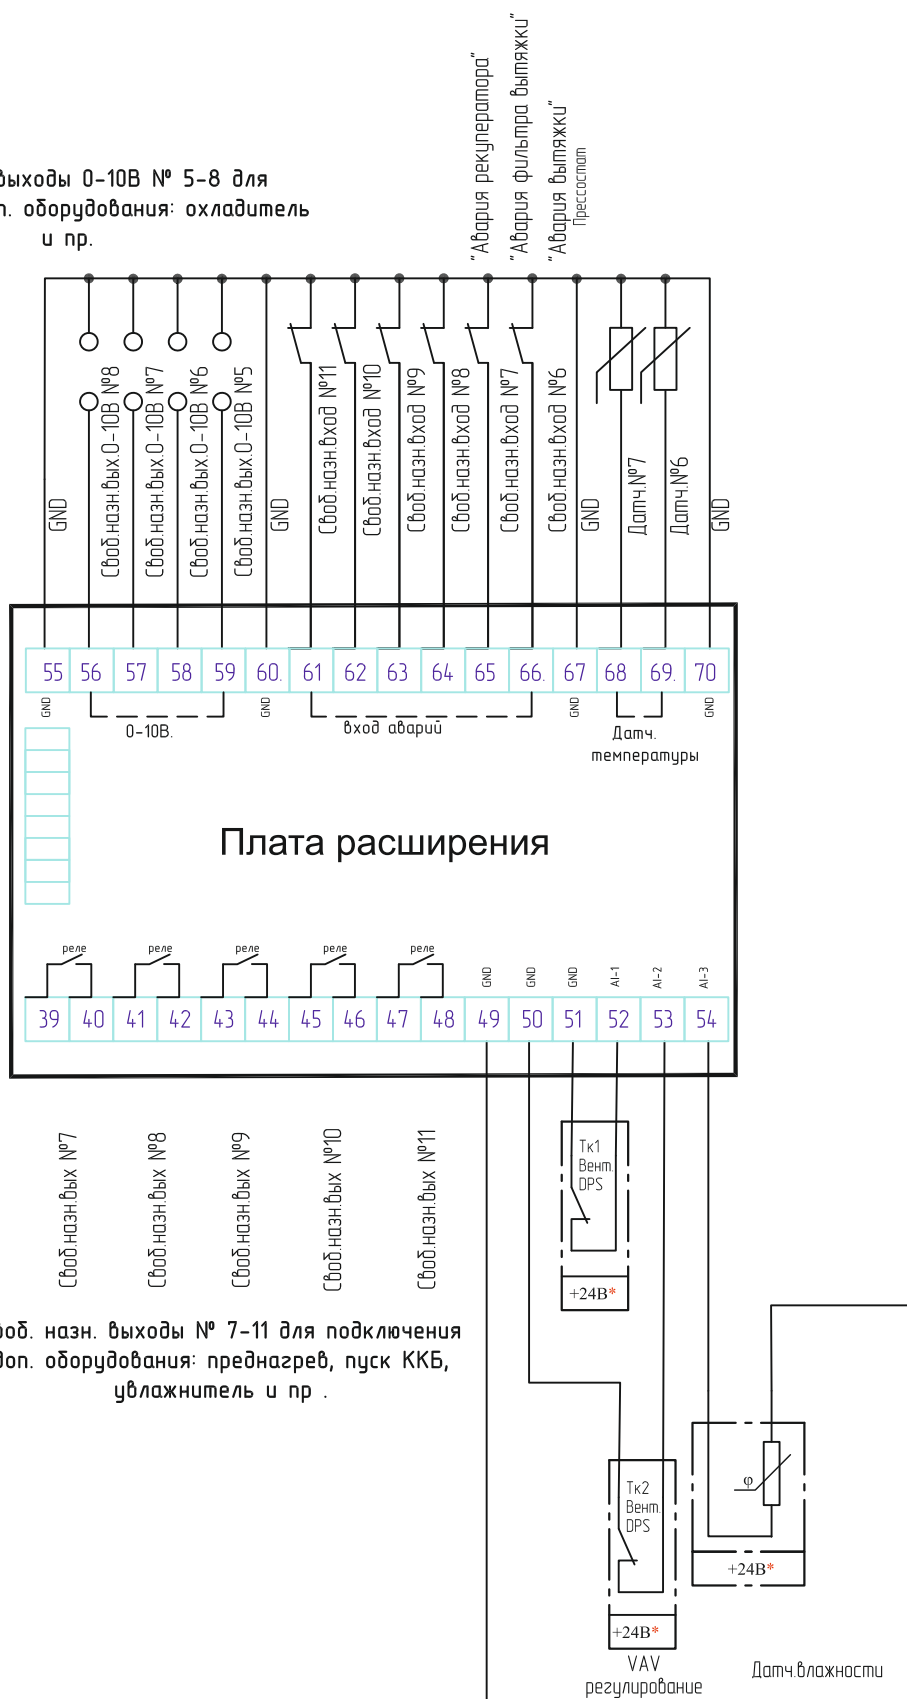 "Авария рекуператора"
"Авария фильтра вытяжки"
"Авария вытяжки"
Прессостат
выходы 0-10В № 5-8 для
п. оборудования: охладитель
и пр.
GND
Своб.назн.вых.0-10В №8
Своб.назн.вых.0-10В №7
Своб.назн.вых.0-10В №6
Своб.назн.вых.0-10В №5
GND
Своб.назн.вход №11
Своб.назн.вход №10
Своб.назн.вход №9
Своб.назн.вход №8
Своб.назн.вход №7
Своб.назн.вход №6
GND
Датч.№7
Датч.№6
GND
55 56 57 58 59 60. 61 62 63 64 65 66. 67 68 69. 70
GND
0-10В.
GND
вход аварий
GND
Датч.
температуры
GND
Плата расширения
реле реле реле реле реле
GND GND GND AI-1 AI-2 AI-3
39 40 41 42 43 44 45 46 47 48 49 50 51 52 53 54
Своб.назн.вых №7
Своб.назн.вых №8
Своб.назн.вых №9
Своб.назн.вых №10
Своб.назн.вых №11
Тк1
Вент.
DPS
+24В*
воб. назн. выходы № 7-11 для подключения
доп. оборудования: преднагрев, пуск ККБ,
увлажнитель и пр .
φ
Тк2
Вент.
DPS
+24В*
+24В*
VAV
регулирование
Датч.влажности